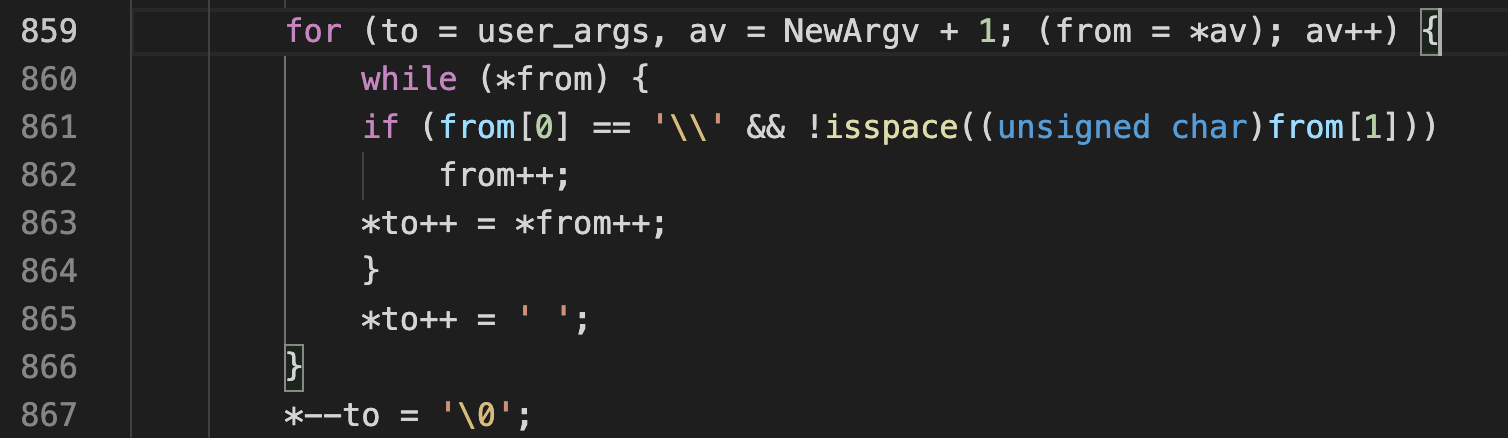 859 for (to = user_args, av = NewArgv + 1; (from = *av); av++) {
860 while (*from) {
861 if (from[0] == '\\' && !isspace((unsigned char)from[1]))
862 from++;
863 *to++ = *from++;
864 }
865 *to++ = ' ';
866 }
867 *--to = '\0';